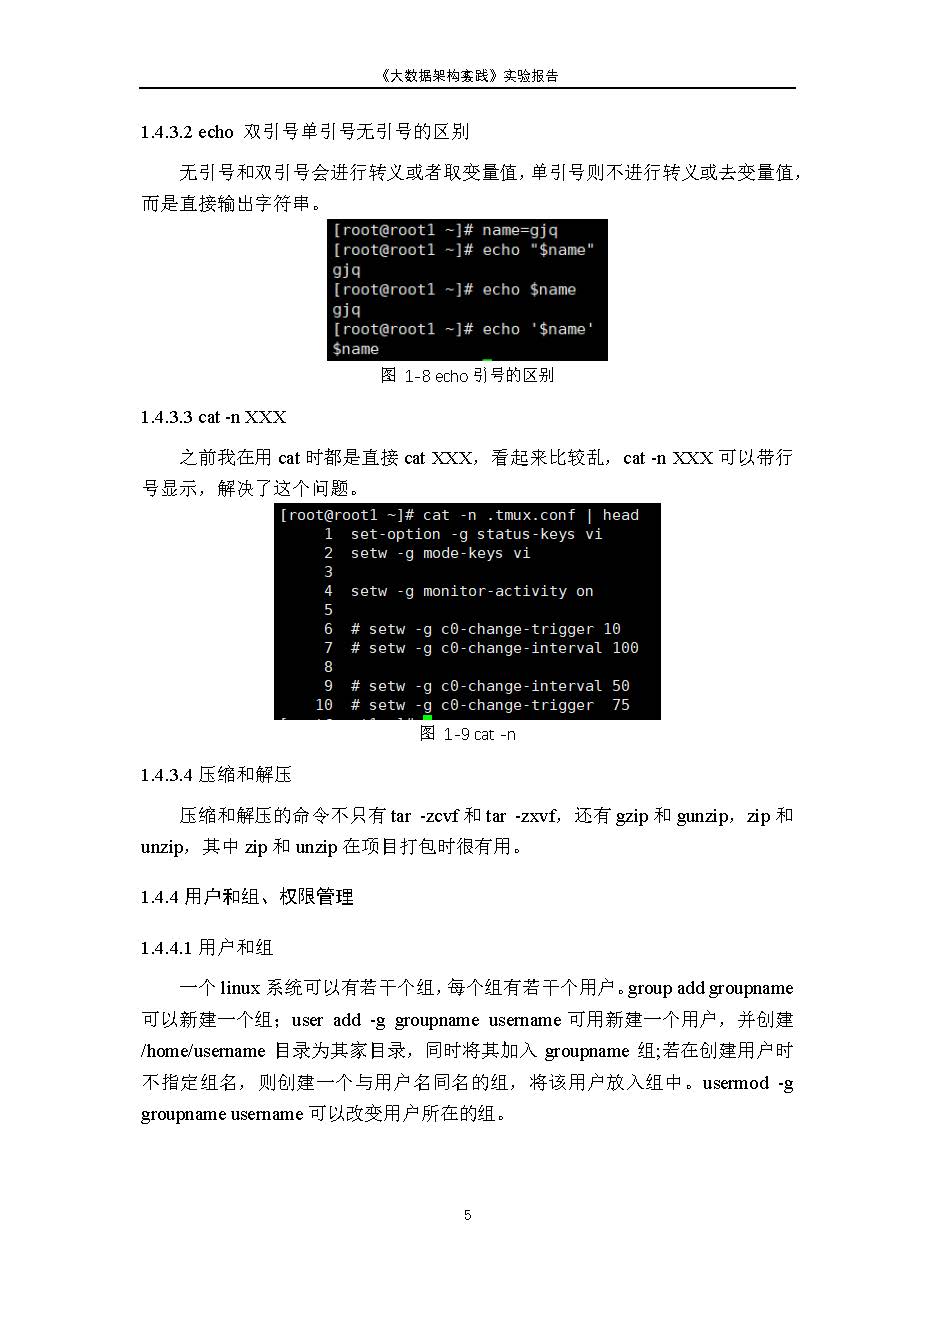 《大数据架构实践》实验报告
1.4.3.2 echo 双引号单引号无引号的区别
无引号和双引号会进行转义或者取变量值，单引号则不进行转义或去变量值，
而是直接输出字符串。
[root@root1 ~]# name=gjq
[root@root1 ~]# echo "$name"
gjq
[root@root1 ~]# echo $name
gjq
[root@root1 ~]# echo '$name'
$name
图 1-8 echo 引号的区别
1.4.3.3 cat -n XXX
之前我在用 cat 时都是直接 cat XXX，看起来比较乱，cat -n XXX 可以带行
号显示，解决了这个问题。
[root@root1 ~]# cat -n .tmux.conf | head
1 set-option -g status-keys vi
2 setw -g mode-keys vi
3
4 setw -g monitor-activity on
5
6 # setw -g c0-change-trigger 10
7 # setw -g c0-change-interval 100
8
9 # setw -g c0-change-interval 50
10 # setw -g c0-change-trigger  75
图 1-9 cat -n
1.4.3.4 压缩和解压
压缩和解压的命令不只有 tar -zcvf 和 tar -zxvf，还有 gzip 和 gunzip，zip 和
unzip，其中 zip 和 unzip 在项目打包时很有用。
1.4.4 用户和组、权限管理
1.4.4.1 用户和组
一个 linux 系统可以有若干个组，每个组有若干个用户。group add groupname
可以新建一个组；user add -g groupname username 可用新建一个用户，并创建
/home/username 目录为其家目录，同时将其加入 groupname 组;若在创建用户时
不指定组名，则创建一个与用户名同名的组，将该用户放入组中。usermod -g
groupname username 可以改变用户所在的组。
5